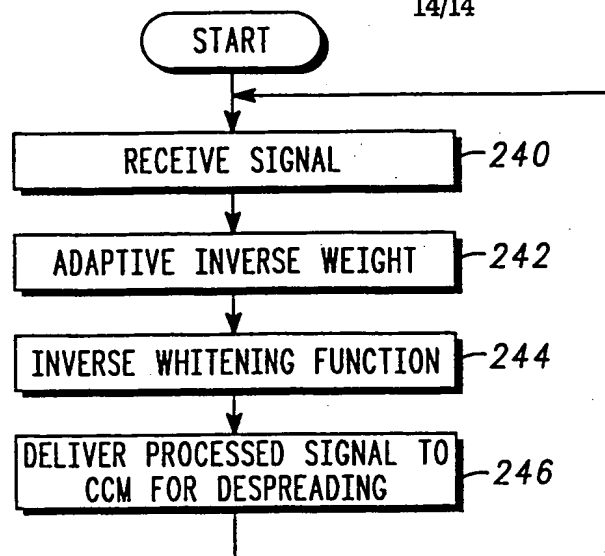 14/14
START
RECEIVE SIGNAL
240
ADAPTIVE INVERSE WEIGHT
242
INVERSE WHITENING FUNCTION
244
DELIVER PROCESSED SIGNAL TO
CCM FOR DESPREADING
246